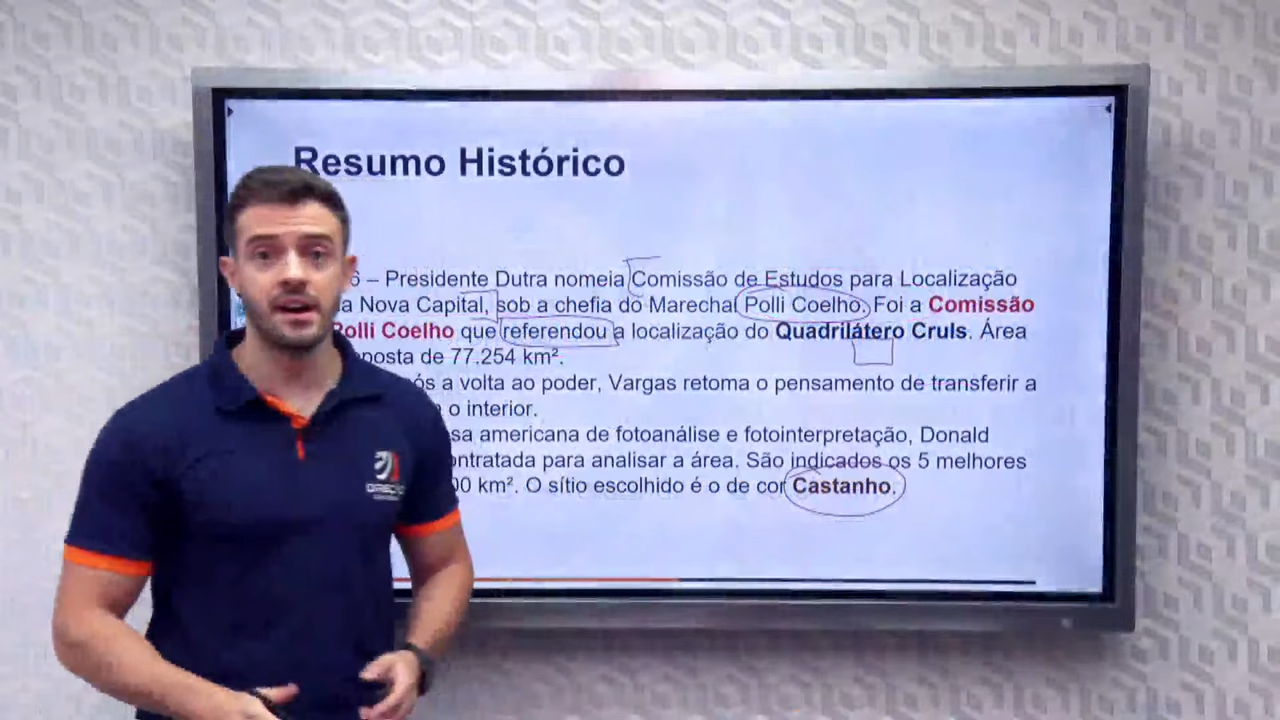 Resumo Histórico
6 – Presidente Dutra nomeia Comissão de Estudos para Localização
Nova Capital, sob a chefia do Marechal Polli Coelho. Foi a Comissão
Polli Coelho que referendou a localização do Quadrilátero Cruls. Área
posta de 77.254 km².
ós a volta ao poder, Vargas retoma o pensamento de transferir a
o interior.
sa americana de fotoanálise e fotointerpretação, Donald
ontratada para analisar a área. São indicados os 5 melhores
00 km². O sítio escolhido é o de cor Castanho.